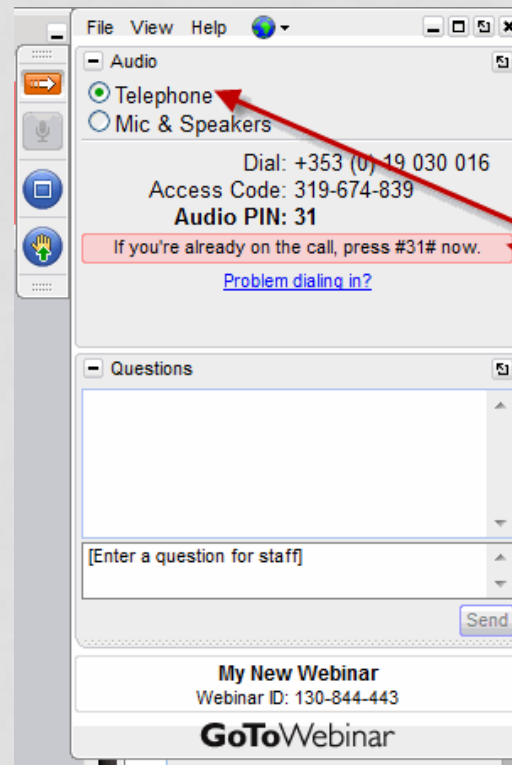 File View Help
Audio
Telephone
Mic & Speakers
Dial: +353 (0) 19 030 016
Access Code: 319-674-839
Audio PIN: 31
If you're already on the call, press #31# now.
Problem dialing in?
Questions
[Enter a question for staff]
Send
My New Webinar
Webinar ID: 130-844-443
GoToWebinar